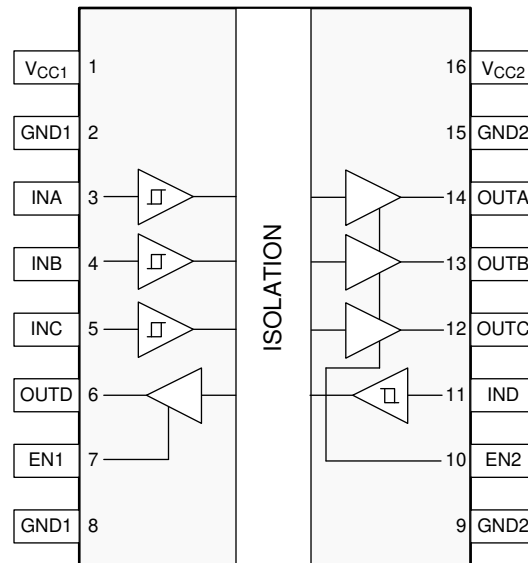 VCC1 1 16 VCC2
GND1 2 15 GND2
INA 3 14 OUTA
INB 4 13 OUTB
INC 5 12 OUTC
OUTD 6 11 IND
EN1 7 10 EN2
GND1 8 9 GND2
ISOLATION